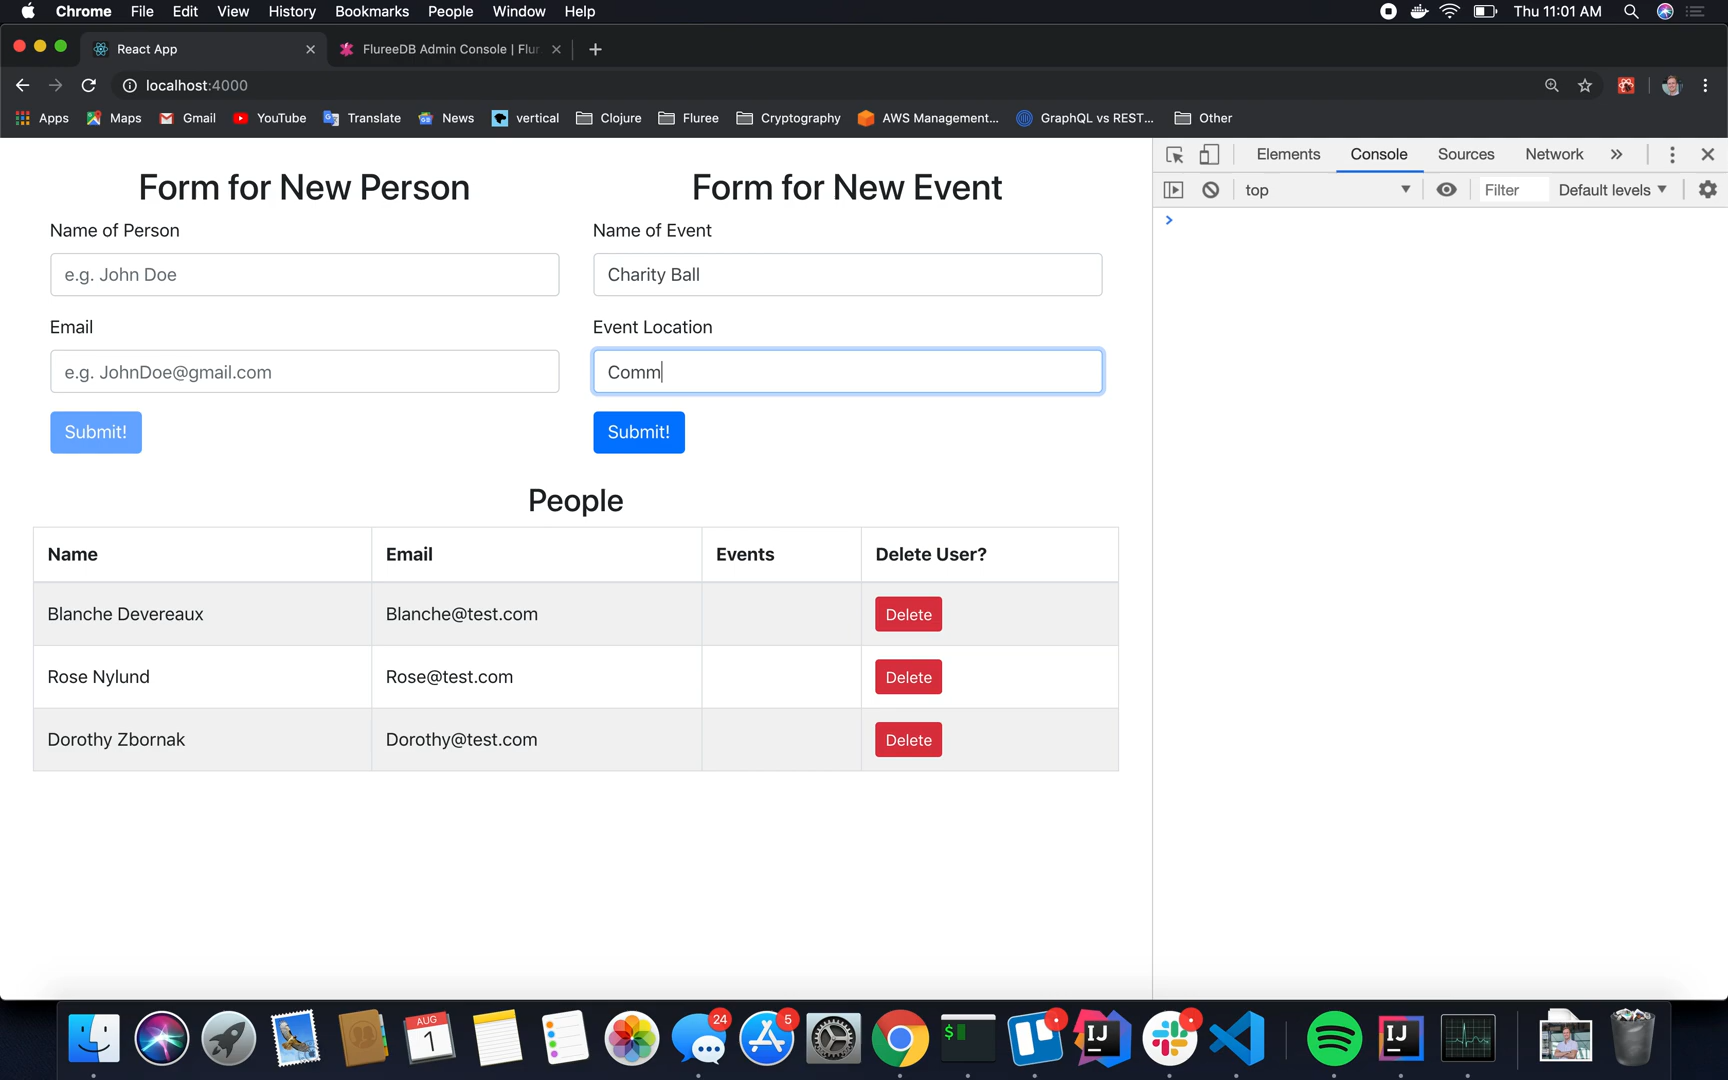 Chrome File Edit View History Bookmarks People Window Help Thu 11:01 AM
React App FlureeDB Admin Console | Flur
localhost:4000
Apps Maps Gmail YouTube Translate News vertical Clojure Fluree Cryptography AWS Management... GraphQL vs REST... Other
Elements Console Sources Network
top Filter Default levels
Form for New Person
Name of Person
e.g. John Doe
Email
e.g. JohnDoe@gmail.com
Submit!
Form for New Event
Name of Event
Charity Ball
Event Location
Comm
Submit!
People
Name Email Events Delete User?
Blanche Devereaux Blanche@test.com Delete
Rose Nylund Rose@test.com Delete
Dorothy Zbornak Dorothy@test.com Delete
AUG
1
24
5
$
IJ
IJ